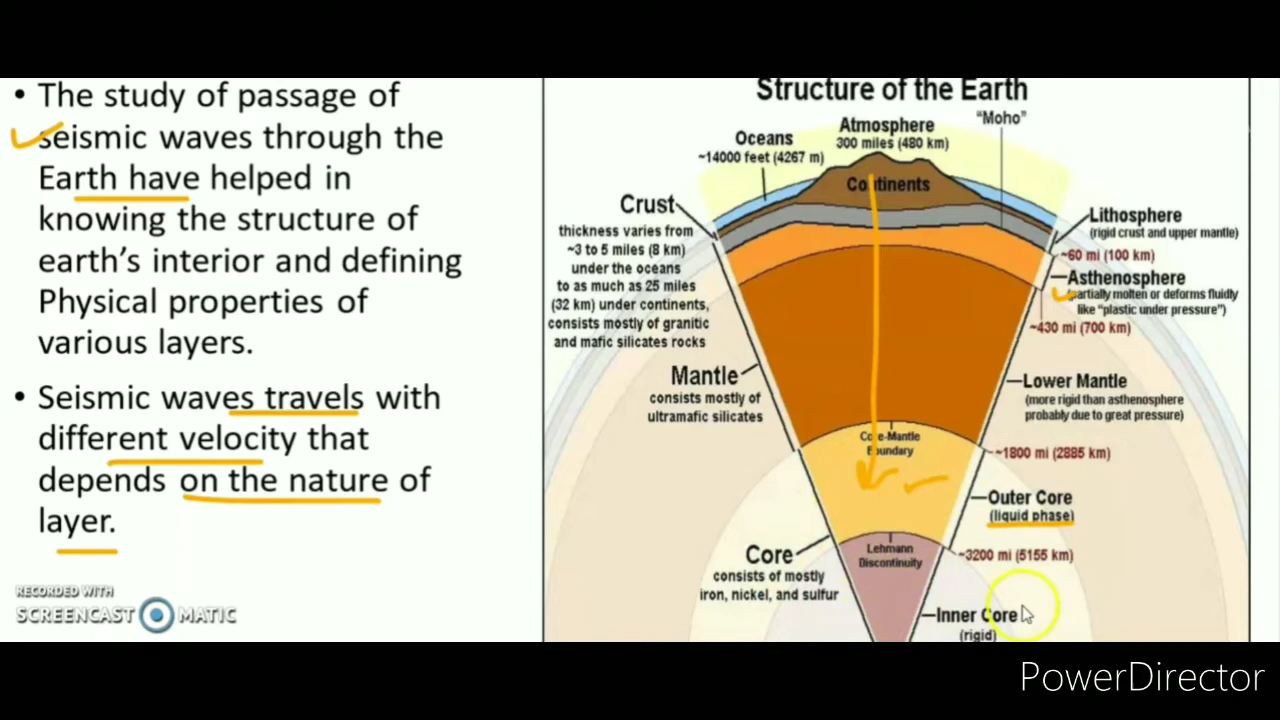 • The study of passage of
seismic waves through the
Earth have helped in
knowing the structure of
earth's interior and defining
Physical properties of
various layers.
• Seismic waves travels with
different velocity that
depends on the nature of
layer.
RECORDED WITH
SCREENCAST MATIC
Structure of the Earth
"Moho"
Atmosphere
300 miles (480 km)
Oceans
~14000 feet (4267 m)
Continents
Crust
thickness varies from
~3 to 5 miles (8 km)
under the oceans
to as much as 25 miles
(32 km) under continents,
consists mostly of granitic
and mafic silicates rocks
Mantle
consists mostly of
ultramafic silicates
Core
consists of mostly
iron, nickel, and sulfur
Core-Mantle
Boundary
Lehmann
Discontinuity
Lithosphere
(rigid crust and upper mantle)
~60 mi (100 km)
Asthenosphere
(partially molten or deforms fluidly
like "plastic under pressure")
~430 mi (700 km)
Lower Mantle
(more rigid than asthenosphere
probably due to great pressure)
~1800 mi (2885 km)
Outer Core
(liquid phase)
~3200 mi (5155 km)
Inner Core
(rigid)
PowerDirector